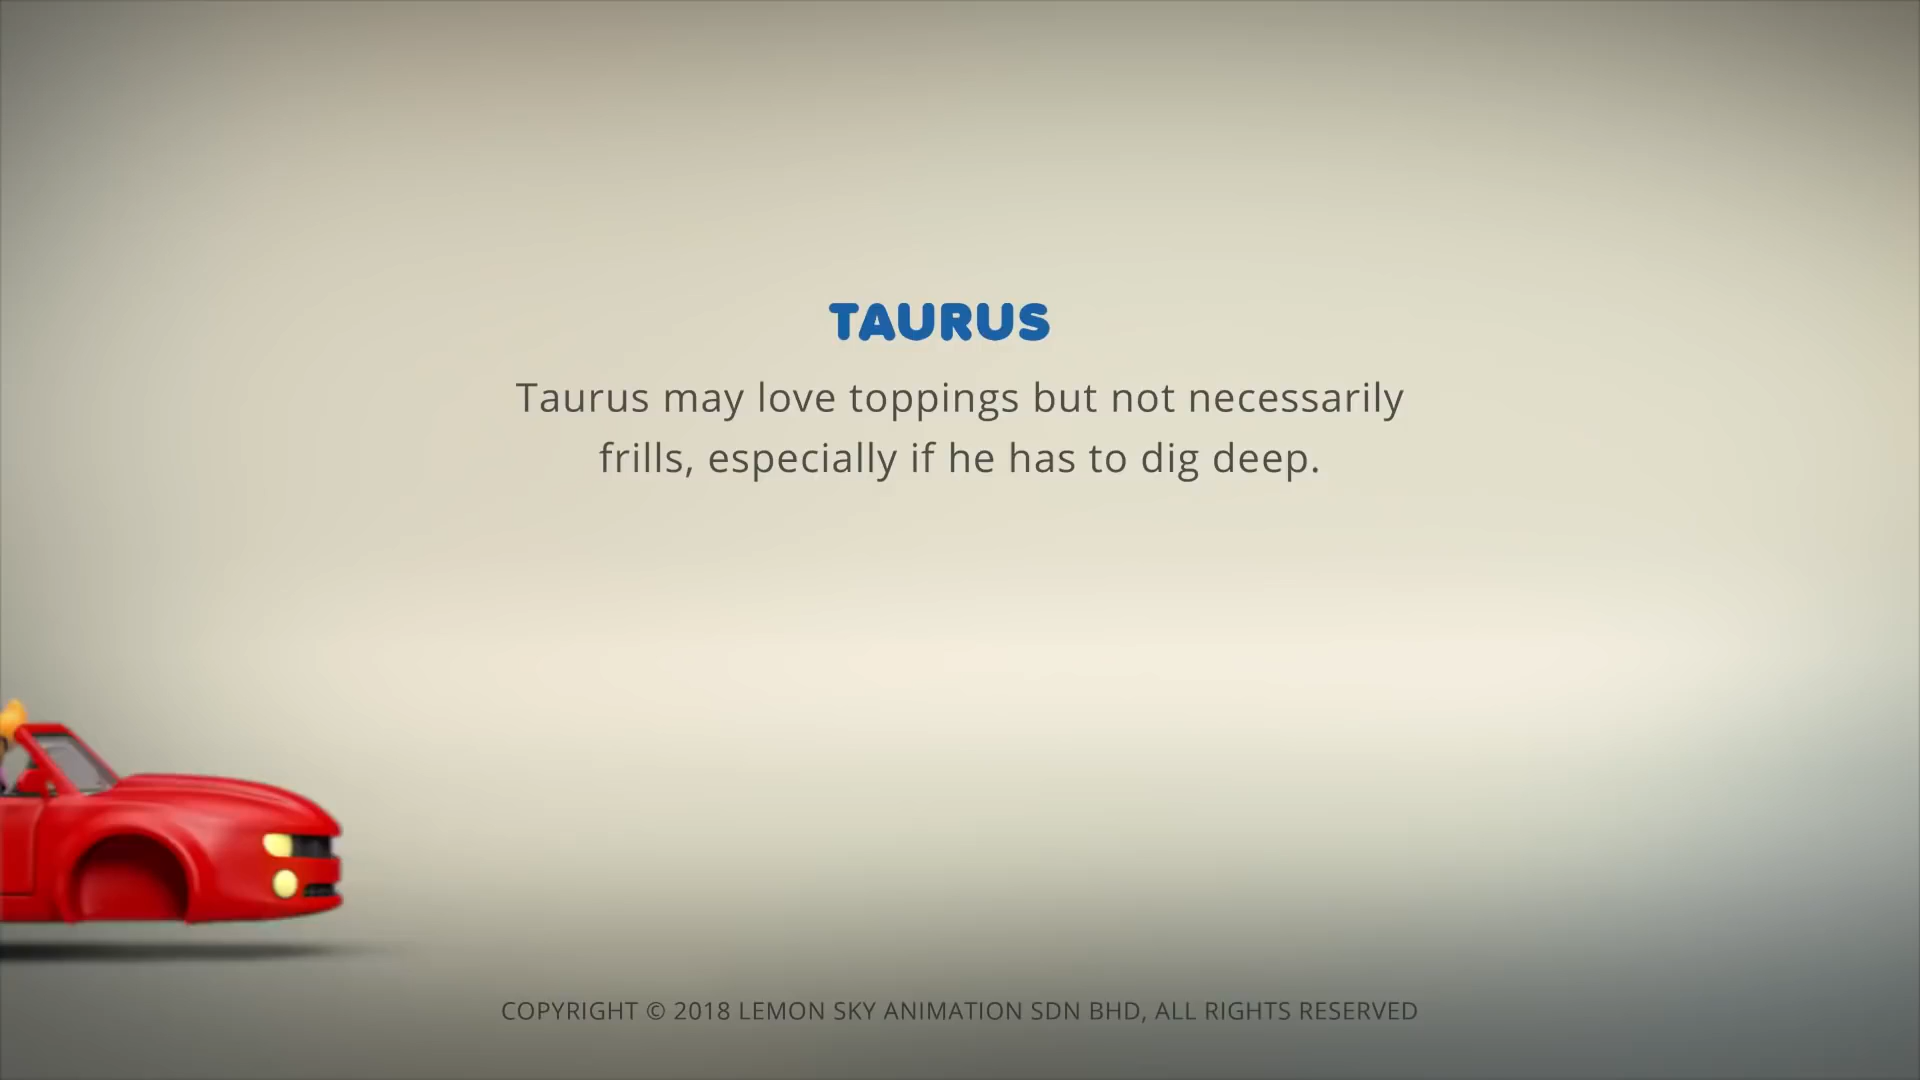 TAURUS
Taurus may love toppings but not necessarily
frills, especially if he has to dig deep.
COPYRIGHT © 2018 LEMON SKY ANIMATION SDN BHD, ALL RIGHTS RESERVED